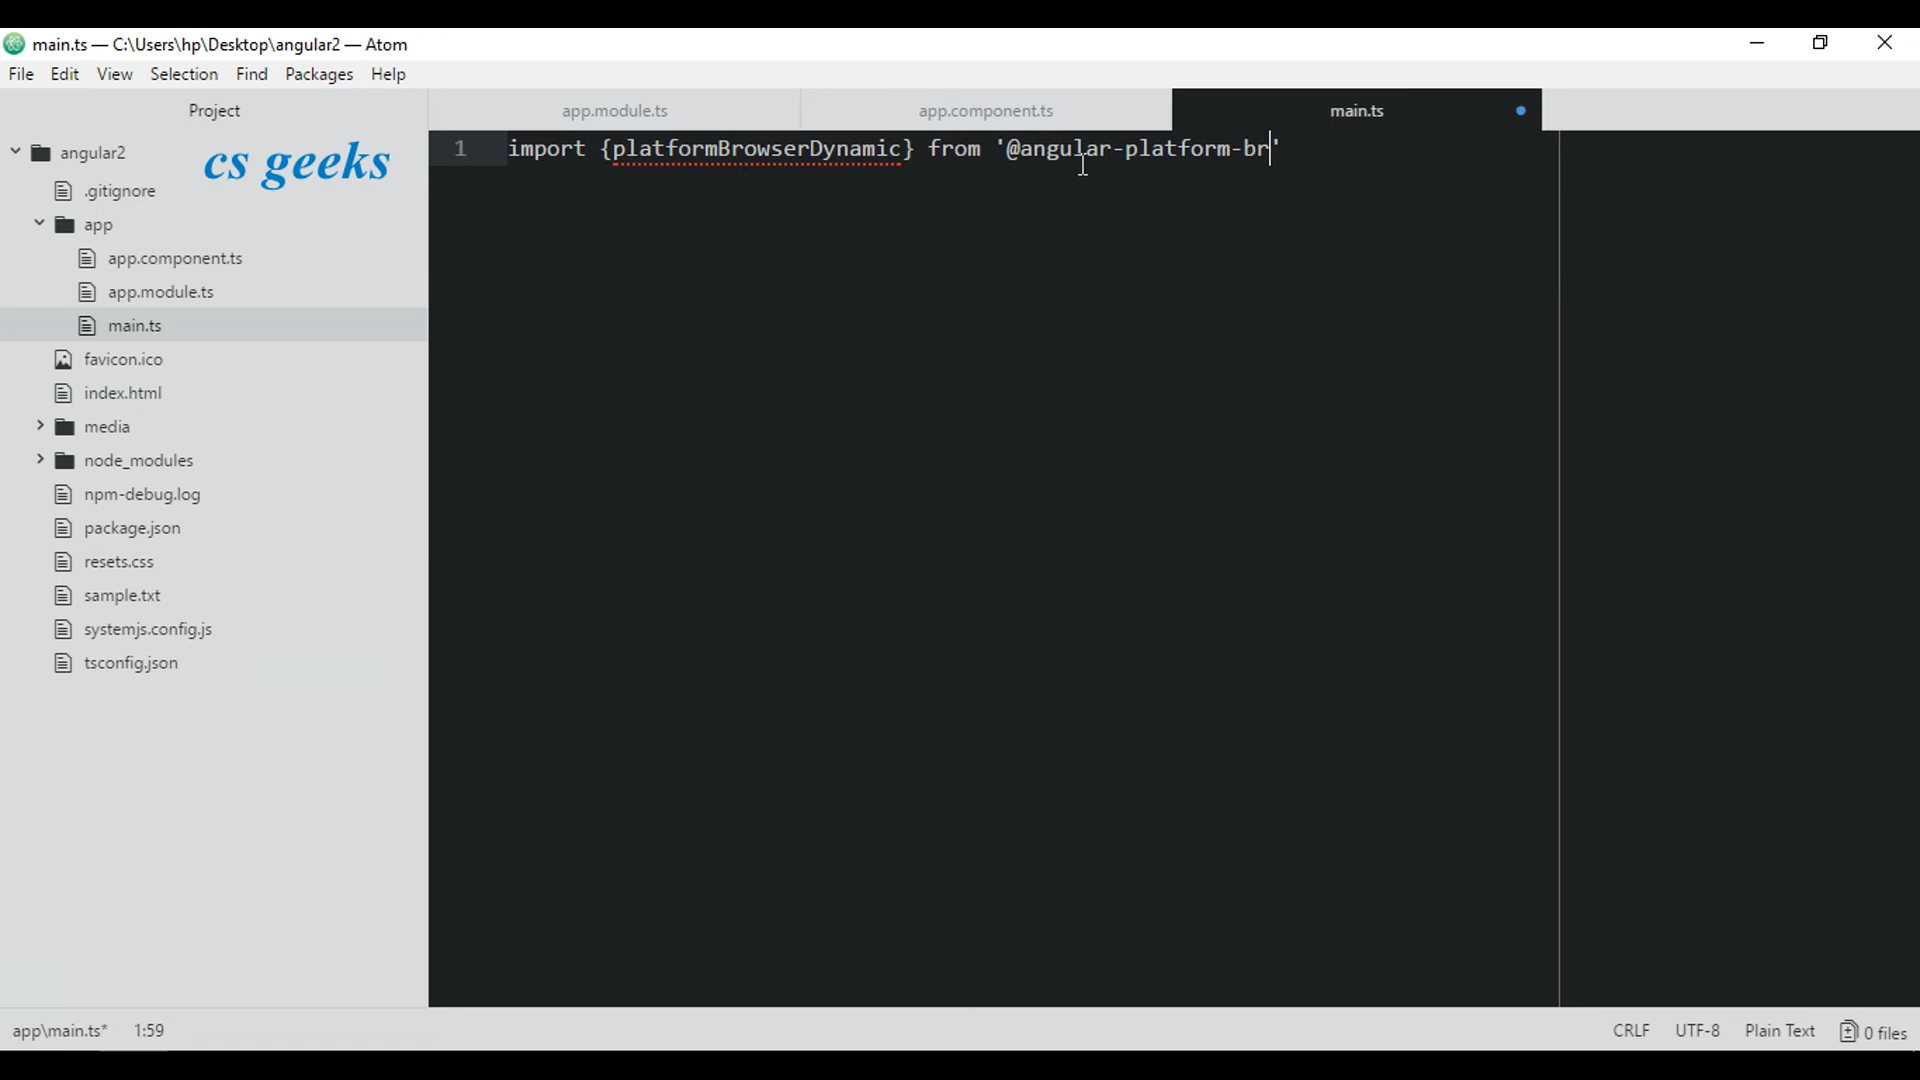 main.ts — C:\Users\hp\Desktop\angular2 — Atom
File Edit View Selection Find Packages Help
Project
app.module.ts
app.component.ts
main.ts
angular2
cs geeks
.gitignore
app
app.component.ts
app.module.ts
main.ts
favicon.ico
index.html
media
node_modules
npm-debug.log
package.json
resets.css
sample.txt
systemjs.config.js
tsconfig.json
1 import {platformBrowserDynamic} from '@angular-platform-br'
app\main.ts* 1:59 CRLF UTF-8 Plain Text 0 files